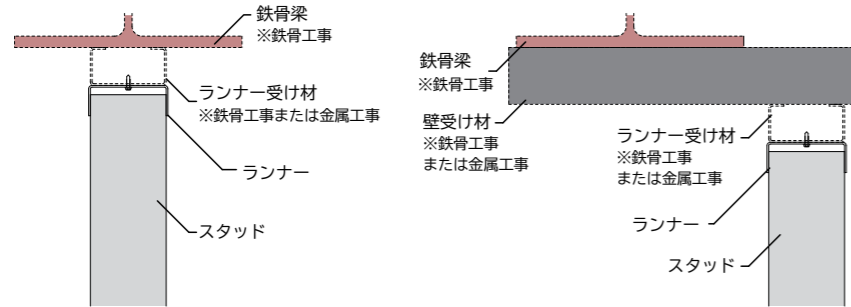 鉄骨梁
※鉄骨工事
ランナー受け材
※鉄骨工事または金属工事
ランナー
スタッド
鉄骨梁
※鉄骨工事
壁受け材
※鉄骨工事
または金属工事
ランナー受け材
※鉄骨工事
または金属工事
ランナー
スタッド